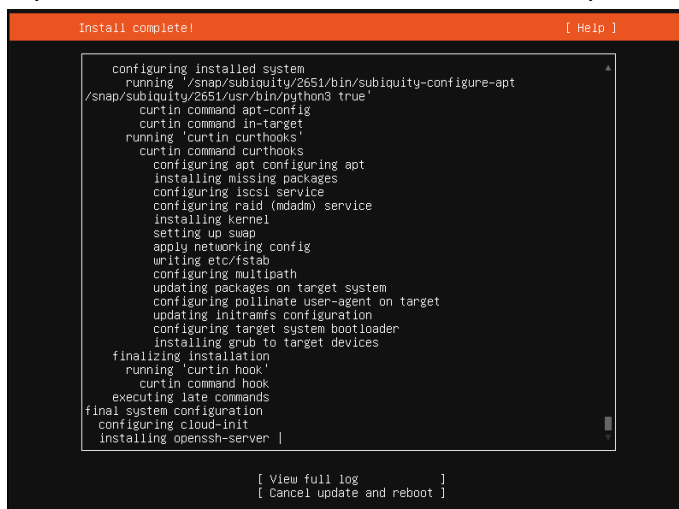 Install complete! [ Help ]
configuring installed system
running '/snap/subiquity/2651/bin/subiquity-configure-apt
/snap/subiquity/2651/usr/bin/python3 true'
curtin command apt-config
curtin command in-target
running 'curtin curthooks'
curtin command curthooks
configuring apt configuring apt
installing missing packages
configuring iscsi service
configuring raid (mdadm) service
installing kernel
setting up swap
apply networking config
writing etc/fstab
configuring multipath
updating packages on target system
configuring pollinate user-agent on target
updating initramfs configuration
configuring target system bootloader
installing grub to target devices
finalizing installation
running 'curtin hook'
curtin command hook
executing late commands
final system configuration
configuring cloud-init
installing openssh-server |
[ View full log ]
[ Cancel update and reboot ]